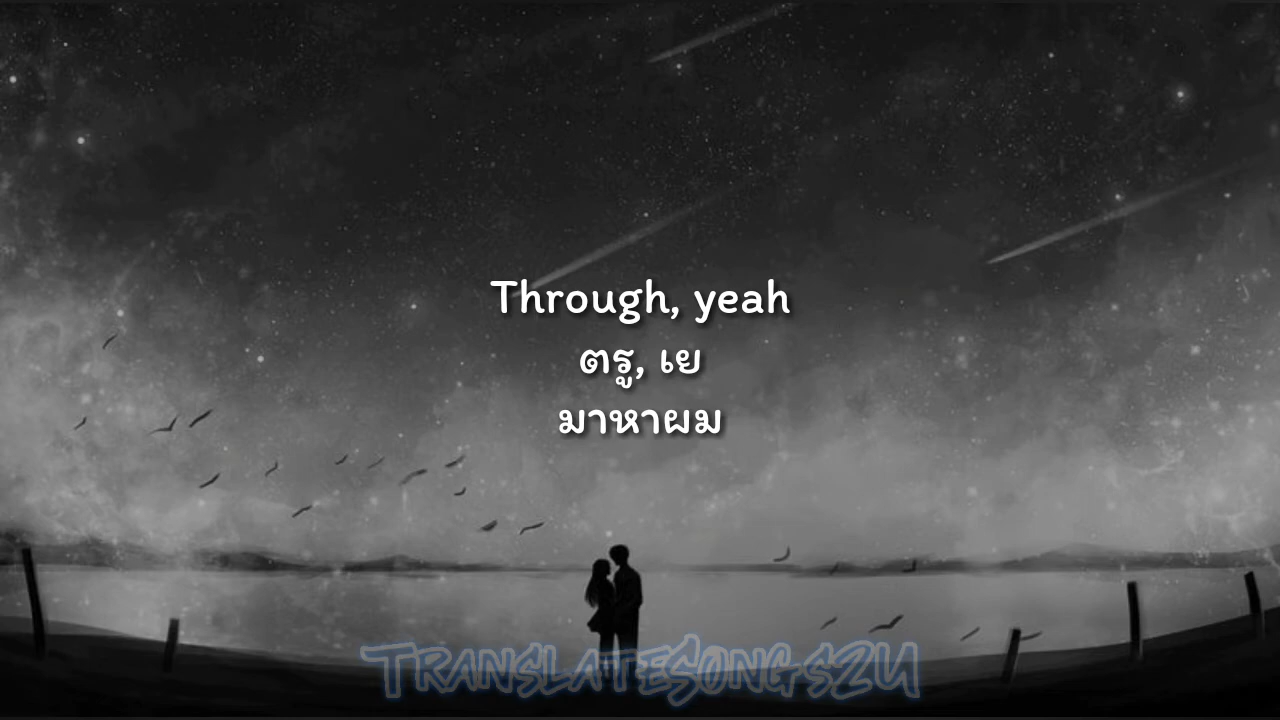 Through, yeah
ตรู, เย
มาหาผม
TRANSLATESONGS2U